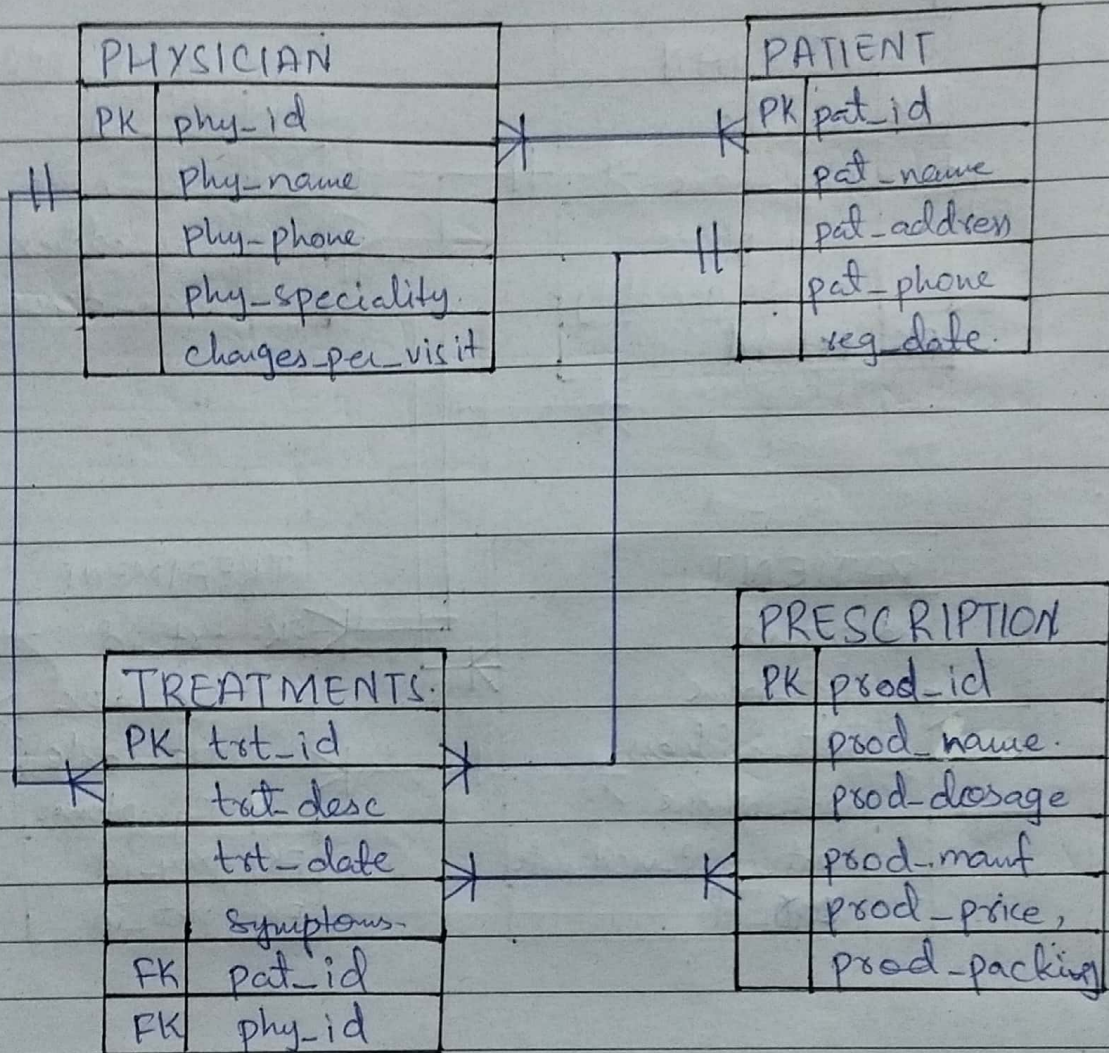 PHYSICIAN
PK phy_id
phy_name
phy_phone
phy_speciality.
charges_per_visit
PATIENT
PK pat_id
pat_name
pat_address
pat_phone
reg_date.
TREATMENTS.
PK trt_id
trt_desc
trt_date
symptoms.
FK pat_id
FK phy_id
PRESCRIPTION
PK prod_id
prod_name.
prod_dosage
prod_manf
prod_price,
prod_packing